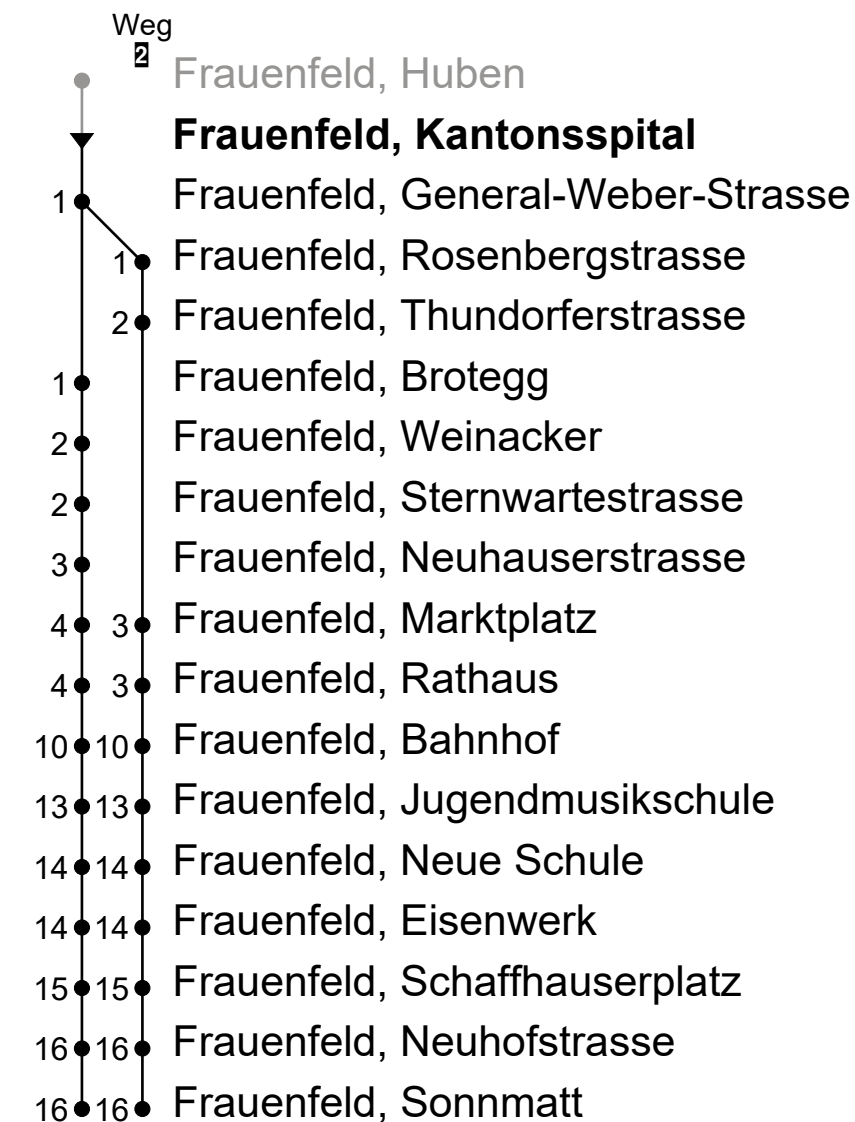 Weg
2
Frauenfeld, Huben
Frauenfeld, Kantonsspital
1 Frauenfeld, General-Weber-Strasse
1 Frauenfeld, Rosenbergstrasse
2 Frauenfeld, Thundorferstrasse
1 Frauenfeld, Brotegg
2 Frauenfeld, Weinacker
2 Frauenfeld, Sternwartestrasse
3 Frauenfeld, Neuhauserstrasse
4 3 Frauenfeld, Marktplatz
4 3 Frauenfeld, Rathaus
10 10 Frauenfeld, Bahnhof
13 13 Frauenfeld, Jugendmusikschule
14 14 Frauenfeld, Neue Schule
14 14 Frauenfeld, Eisenwerk
15 15 Frauenfeld, Schaffhauserplatz
16 16 Frauenfeld, Neuhofstrasse
16 16 Frauenfeld, Sonnmatt